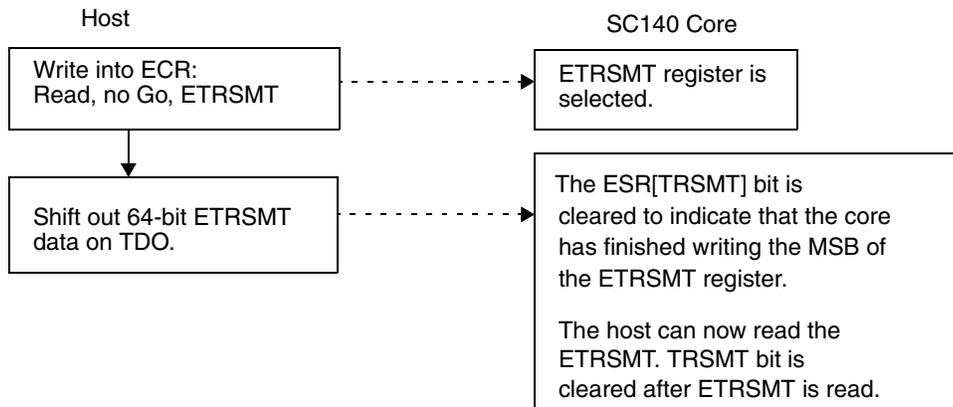 Host
SC140 Core
Write into ECR:
Read, no Go, ETRSMT
ETRSMT register is
selected.
Shift out 64-bit ETRSMT
data on TDO.
The ESR[TRSMT] bit is
cleared to indicate that the core
has finished writing the MSB of
the ETRSMT register.
The host can now read the
ETRSMT. TRSMT bit is
cleared after ETRSMT is read.